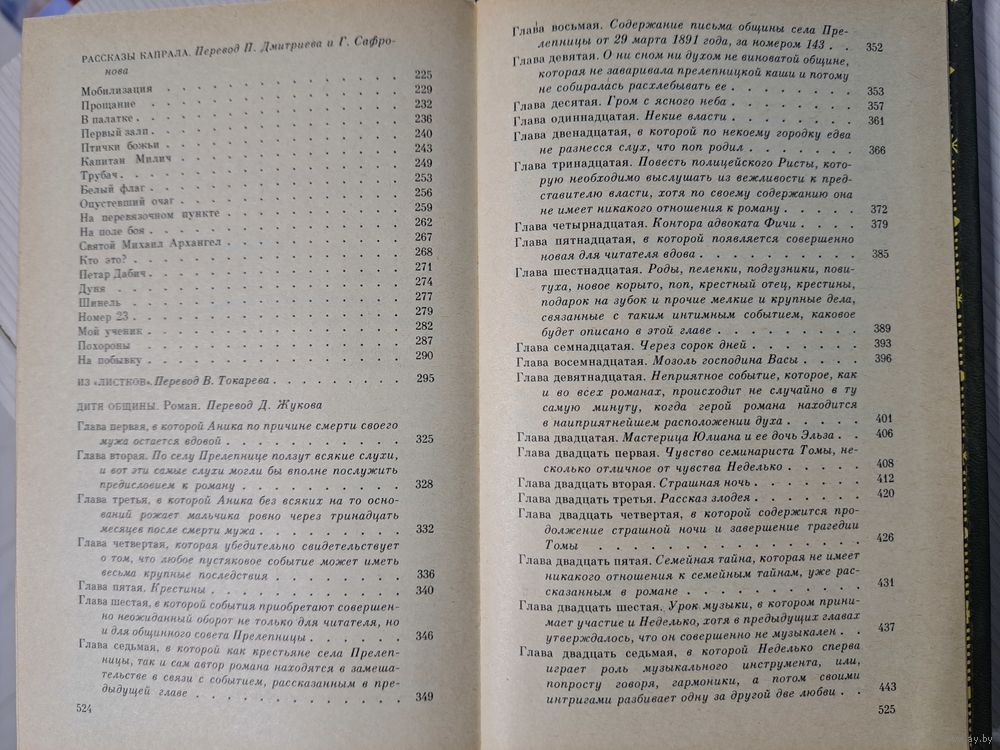 РАССКАЗЫ КАПРАЛА. Перевод П. Дмитриева и Г. Сафро-
нова . . . . . . . . . . . . 225
Мобилизация . . . . . . . . . . . . 229
Прощание . . . . . . . . . . . . 232
В палатке . . . . . . . . . . . . 236
Первый залп . . . . . . . . . . . . 240
Птички божьи . . . . . . . . . . . . 243
Капитан Милич . . . . . . . . . . . . 249
Трубач . . . . . . . . . . . . 253
Белый флаг . . . . . . . . . . . . 256
Опустевший очаг . . . . . . . . . . . . 259
На перевязочном пункте . . . . . . . . . . 262
На поле боя . . . . . . . . . . . . 267
Святой Михаил Архангел . . . . . . . . . . 268
Кто это? . . . . . . . . . . . . 271
Петар Дабич . . . . . . . . . . . . 274
Дуня . . . . . . . . . . . . 277
Шинель . . . . . . . . . . . . 279
Номер 23 . . . . . . . . . . . . 282
Мой ученик . . . . . . . . . . . . 287
Похороны . . . . . . . . . . . . 290
На побывку . . . . . . . . . . . .
ИЗ «ЛИСТКОВ». Перевод В. Токарева . . . . . . . . 295
ДИТЯ ОБЩИНЫ. Роман. Перевод Д. Жукова
Глава первая, в которой Аника по причине смерти своего
мужа остается вдовой . . . . . . . . . . 325
Глава вторая. По селу Прелепнице ползут всякие слухи,
и вот эти самые слухи могли бы вполне послужить
предисловием к роману . . . . . . . . . . 328
Глава третья, в которой Аника без всяких на то осно-
ваний рожает мальчика ровно через тринадцать
месяцев после смерти мужа . . . . . . . . 332
Глава четвертая, которая убедительно свидетельствует
о том, что любое пустяковое событие может иметь
весьма крупные последствия . . . . . . . . 336
Глава пятая. Крестины . . . . . . . . . . 340
Глава шестая, в которой события приобретают совершен-
но неожиданный оборот не только для читателя, но
и для общинного совета Прелепницы . . . . . . 346
Глава седьмая, в которой как крестьяне села Прелеп-
ницы, так и сам автор романа находятся в замеша-
тельстве в связи с событием, рассказанным в пре-
дыдущей главе . . . . . . . . . . 349
524
Глава восьмая. Содержание письма общины села Пре-
лепницы от 29 марта 1891 года, за номером 143 . . 352
Глава девятая. О ни сном ни духом не виноватой общине,
которая не заваривала прелепницкой каши и потому
не собиралась расхлебывать ее . . . . . . . 353
Глава десятая. Гром с ясного неба . . . . . . . 357
Глава одиннадцатая. Некие власти . . . . . . . 361
Глава двенадцатая, в которой по некоему городку едва
не разнесся слух, что поп родил . . . . . . . 366
Глава тринадцатая. Повесть полицейского Ристы, кото-
рую необходимо выслушать из вежливости к пред-
ставителю власти, хотя по своему содержанию она
не имеет никакого отношения к роману . . . . . 372
Глава четырнадцатая. Контора адвоката Фичи . . . . 379
Глава пятнадцатая, в которой появляется совершенно
новая для читателя вдова . . . . . . . . 385
Глава шестнадцатая. Роды, пеленки, подгузники, пови-
туха, новое корыто, поп, крестный отец, крестины,
подарок на зубок и прочие мелкие и крупные дела,
связанные с таким интимным событием, каковое
будет описано в этой главе . . . . . . . . 389
Глава семнадцатая. Через сорок дней . . . . . . 393
Глава восемнадцатая. Мозоль господина Васы . . . . 396
Глава девятнадцатая. Неприятное событие, которое, как
и во всех романах, происходит не случайно в ту
самую минуту, когда герой романа находится
в наиприятнейшем расположении духа . . . . . 401
Глава двадцатая. Мастерица Юлиана и ее дочь Эльза . . 406
Глава двадцать первая. Чувство семинариста Томы, не-
сколько отличное от чувства Неделько . . . . . 408
Глава двадцать вторая. Страшная ночь . . . . . . 412
Глава двадцать третья. Рассказ злодея . . . . . . 420
Глава двадцать четвертая, в которой содержится про-
должение страшной ночи и завершение трагедии
Томы . . . . . . . . . . 426
Глава двадцать пятая. Семейная тайна, которая не имеет
никакого отношения к семейным тайнам, уже рас-
сказанным в романе . . . . . . . . 431
Глава двадцать шестая. Урок музыки, в котором прини-
мает участие и Неделько, хотя в предыдущих главах
утверждалось, что он совершенно не музыкален . . 437
Глава двадцать седьмая, в которой Неделько сперва
играет роль музыкального инструмента, или,
попросту говоря, гармоники, а потом своими
интригами разбивает одну за другой две любви . . 443
525